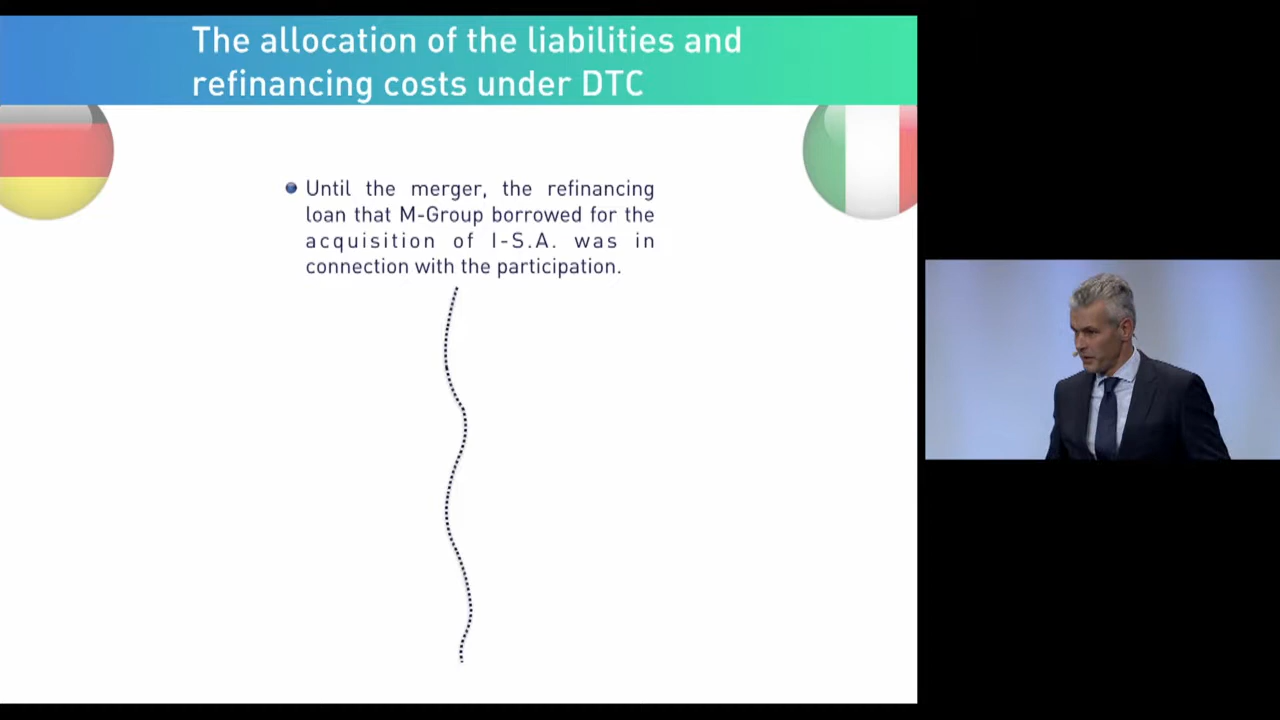 The allocation of the liabilities and
refinancing costs under DTC
Until the merger, the refinancing
loan that M-Group borrowed for the
acquisition of I-S.A. was in
connection with the participation.